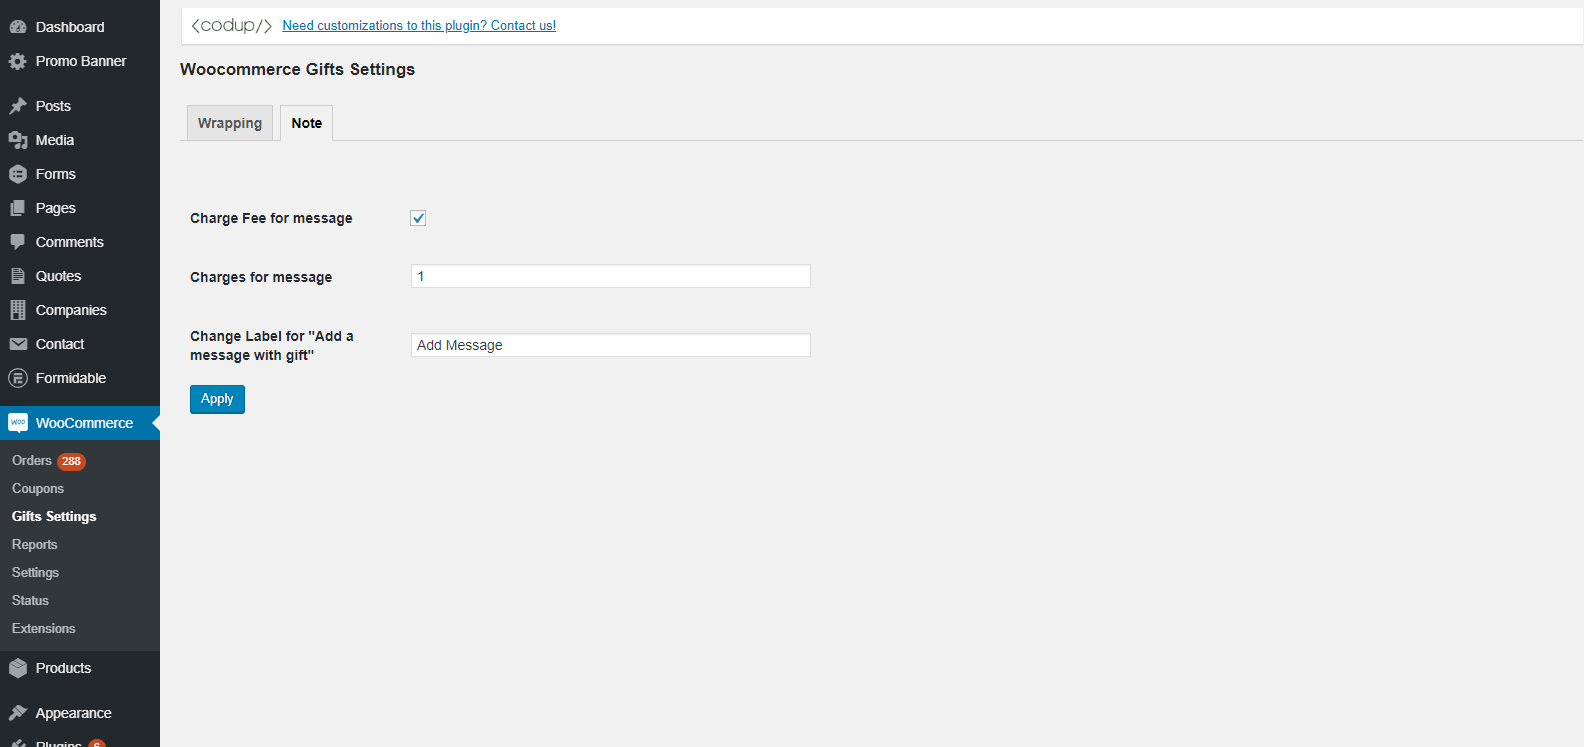 Dashboard
Promo Banner
Posts
Media
Forms
Pages
Comments
Quotes
Companies
Contact
Formidable
woo WooCommerce
Orders 288
Coupons
Gifts Settings
Reports
Settings
Status
Extensions
Products
Appearance
Plugins 6
<codup/> Need customizations to this plugin? Contact us!
Woocommerce Gifts Settings
Wrapping Note
Charge Fee for message
Charges for message 1
Change Label for "Add a
message with gift" Add Message
Apply